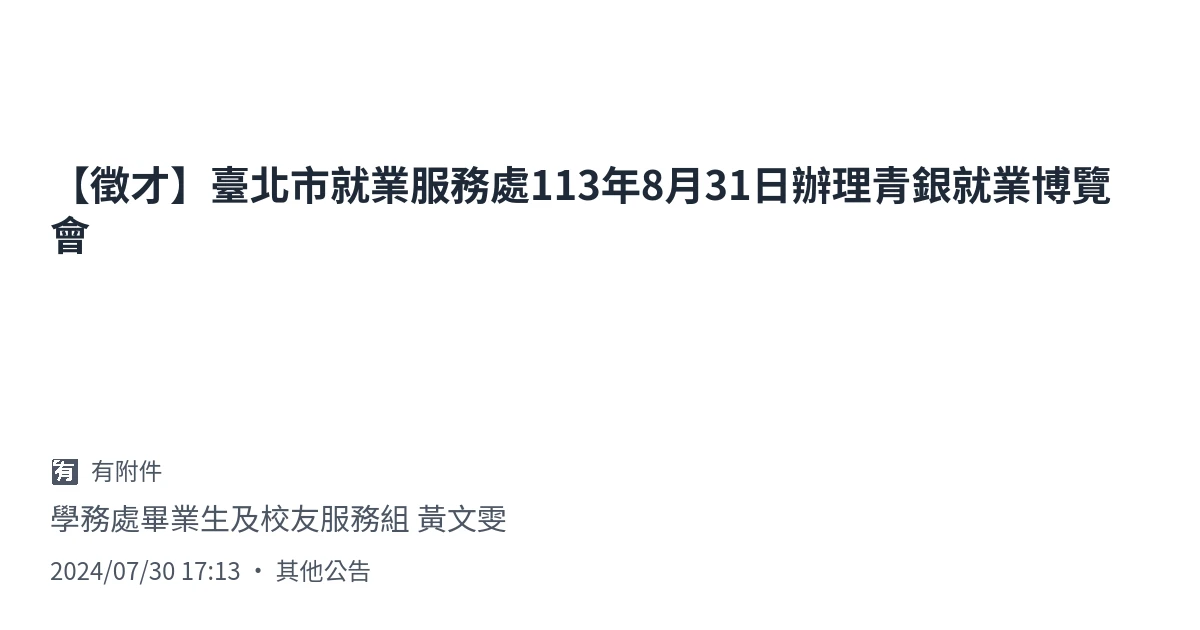 【徵才】臺北市就業服務處113年8月31日辦理青銀就業博覽
會
有 有附件
學務處畢業生及校友服務組 黃文雯
2024/07/30 17:13 • 其他公告